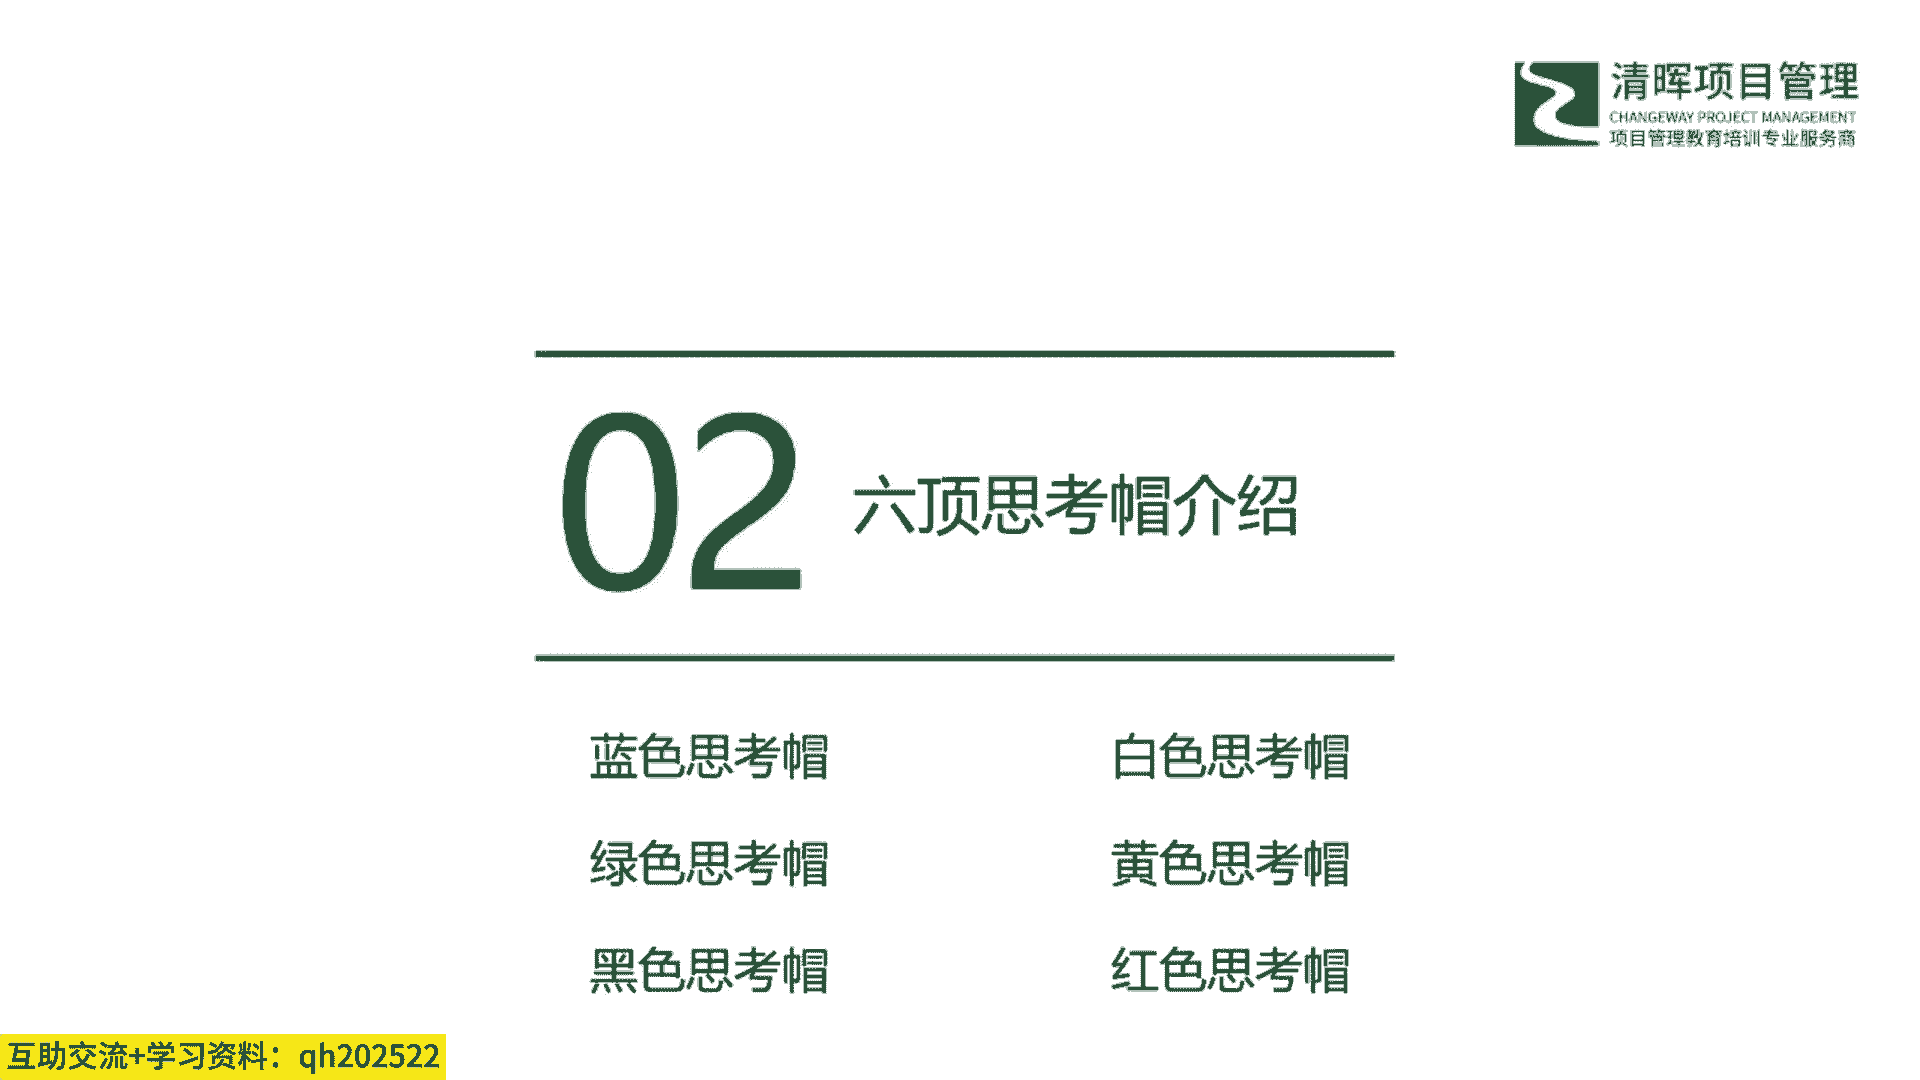 清晖项目管理
CHANGEWAY PROJECT MANAGEMENT
项目管理教育培训专业服务商
02 六顶思考帽介绍
蓝色思考帽 白色思考帽
绿色思考帽 黄色思考帽
黑色思考帽 红色思考帽
互助交流+学习资料：qh202522